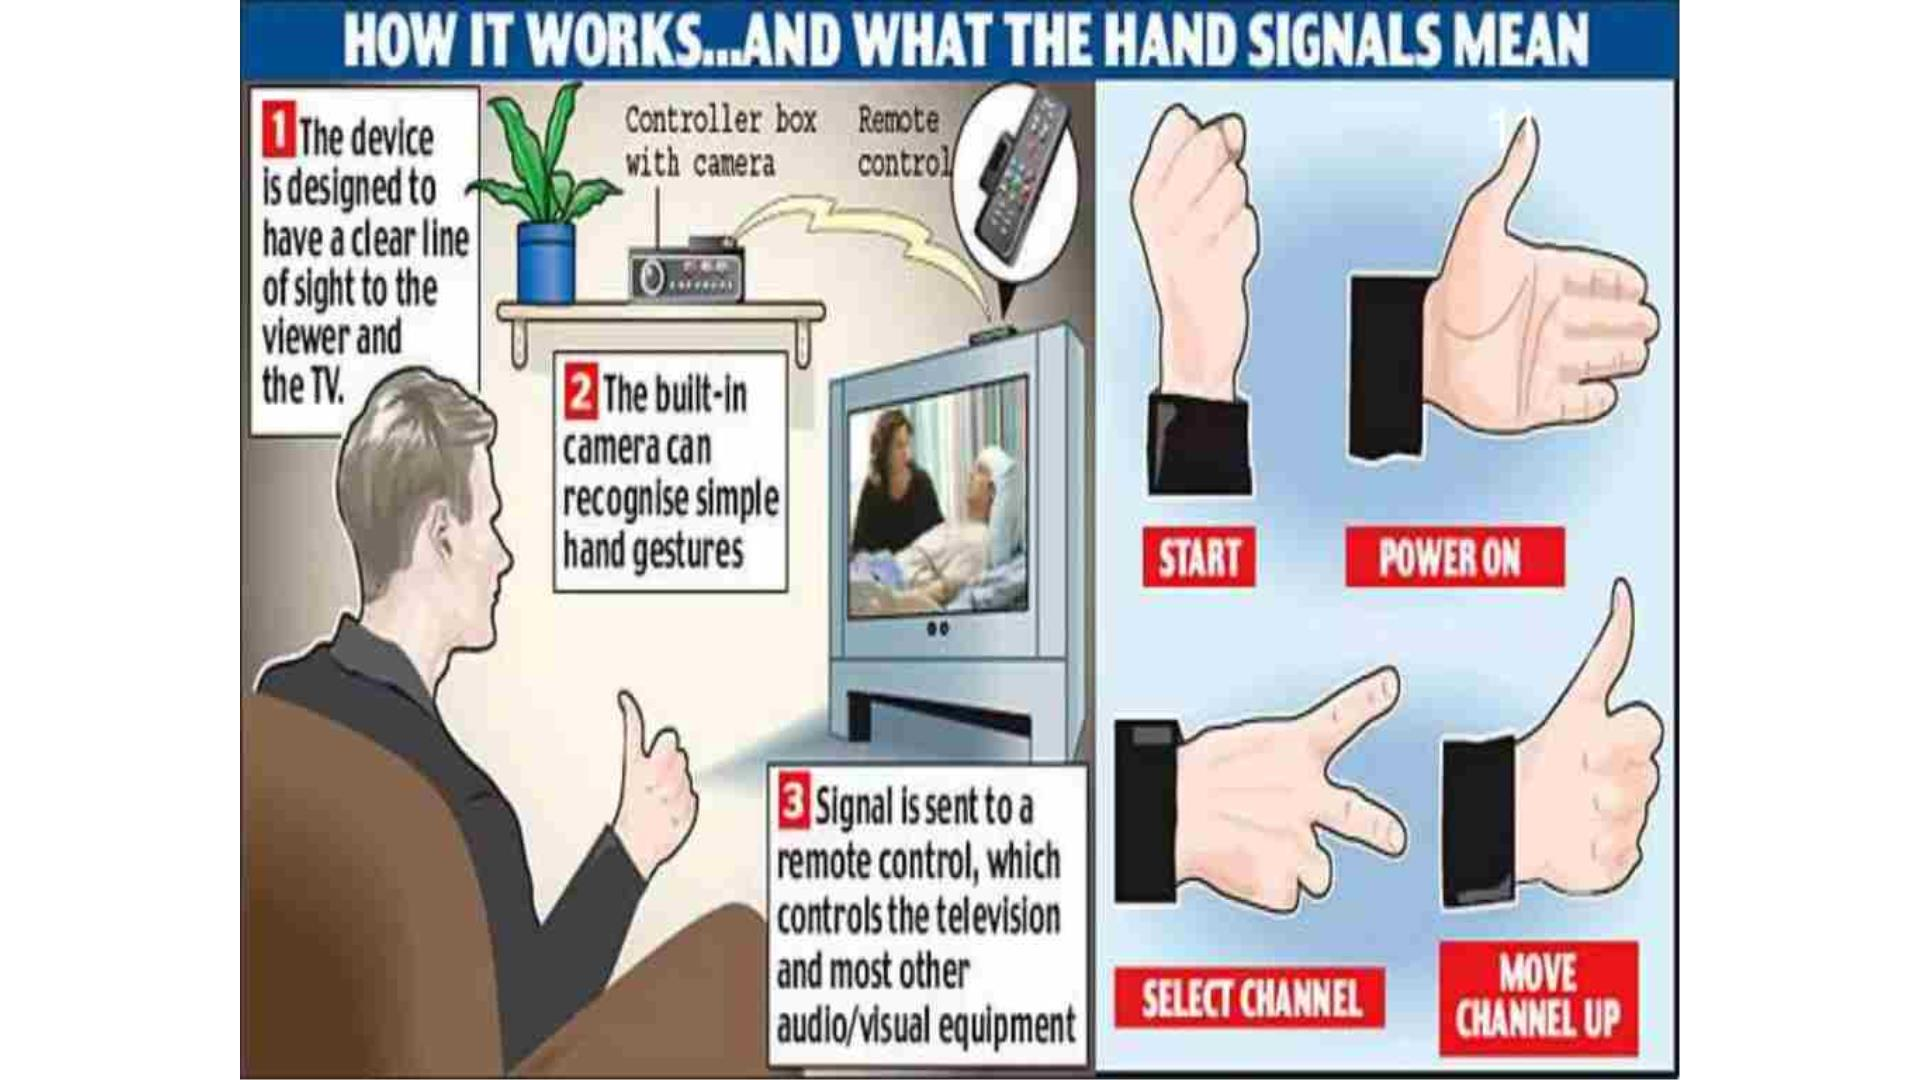 HOW IT WORKS...AND WHAT THE HAND SIGNALS MEAN
1 The device
is designed to
have a clear line
of sight to the
viewer and
the TV.
Controller box
with camera
Remote
control
2 The built-in
camera can
recognise simple
hand gestures
3 Signal is sent to a
remote control, which
controls the television
and most other
audio/visual equipment
START
POWER ON
SELECT CHANNEL
MOVE
CHANNEL UP